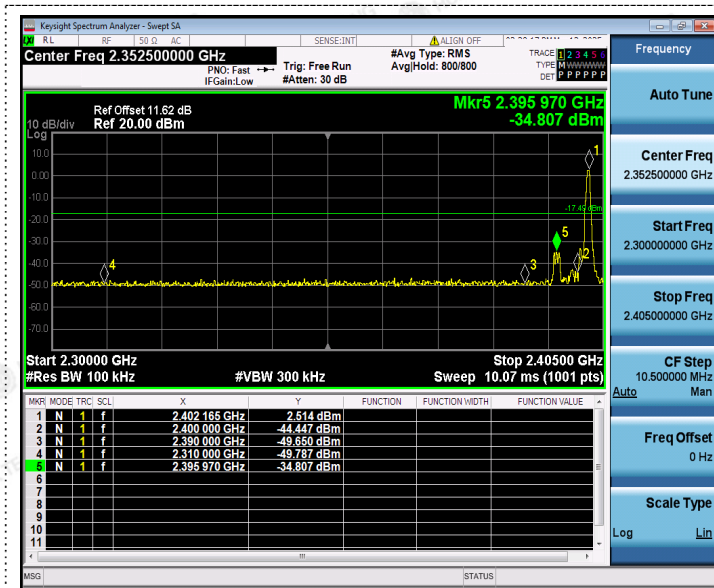 Keysight Spectrum Analyzer - Swept SA
RL RF 50 Ω AC SENSE:INT ALIGN OFF
Center Freq 2.352500000 GHz
PNO: Fast
IFGain:Low
Trig: Free Run
#Atten: 30 dB
#Avg Type: RMS
Avg|Hold: 800/800
TRACE 1 2 3 4 5 6
TYPE M WWWWW
DET P P P P P P
Ref Offset 11.62 dB
Ref 20.00 dBm
10 dB/div
Log
Mkr5 2.395 970 GHz
-34.807 dBm
10.0
0.00
-10.0
-20.0
-30.0
-40.0
-50.0
-60.0
-70.0
1
5
2
3
4
Start 2.30000 GHz
Stop 2.40500 GHz
#Res BW 100 kHz
#VBW 300 kHz
Sweep 10.07 ms (1001 pts)
MKR MODE TRC SCL X Y FUNCTION FUNCTION WIDTH FUNCTION VALUE
1 N 1 f 2.402 165 GHz 2.514 dBm
2 N 1 f 2.400 000 GHz -44.447 dBm
3 N 1 f 2.390 000 GHz -49.650 dBm
4 N 1 f 2.310 000 GHz -49.787 dBm
5 N 1 f 2.395 970 GHz -34.807 dBm
6
7
8
9
10
11
MSG
STATUS
Frequency
Auto Tune
Center Freq
2.352500000 GHz
Start Freq
2.300000000 GHz
Stop Freq
2.405000000 GHz
CF Step
10.500000 MHz
Auto Man
Freq Offset
0 Hz
Scale Type
Log Lin